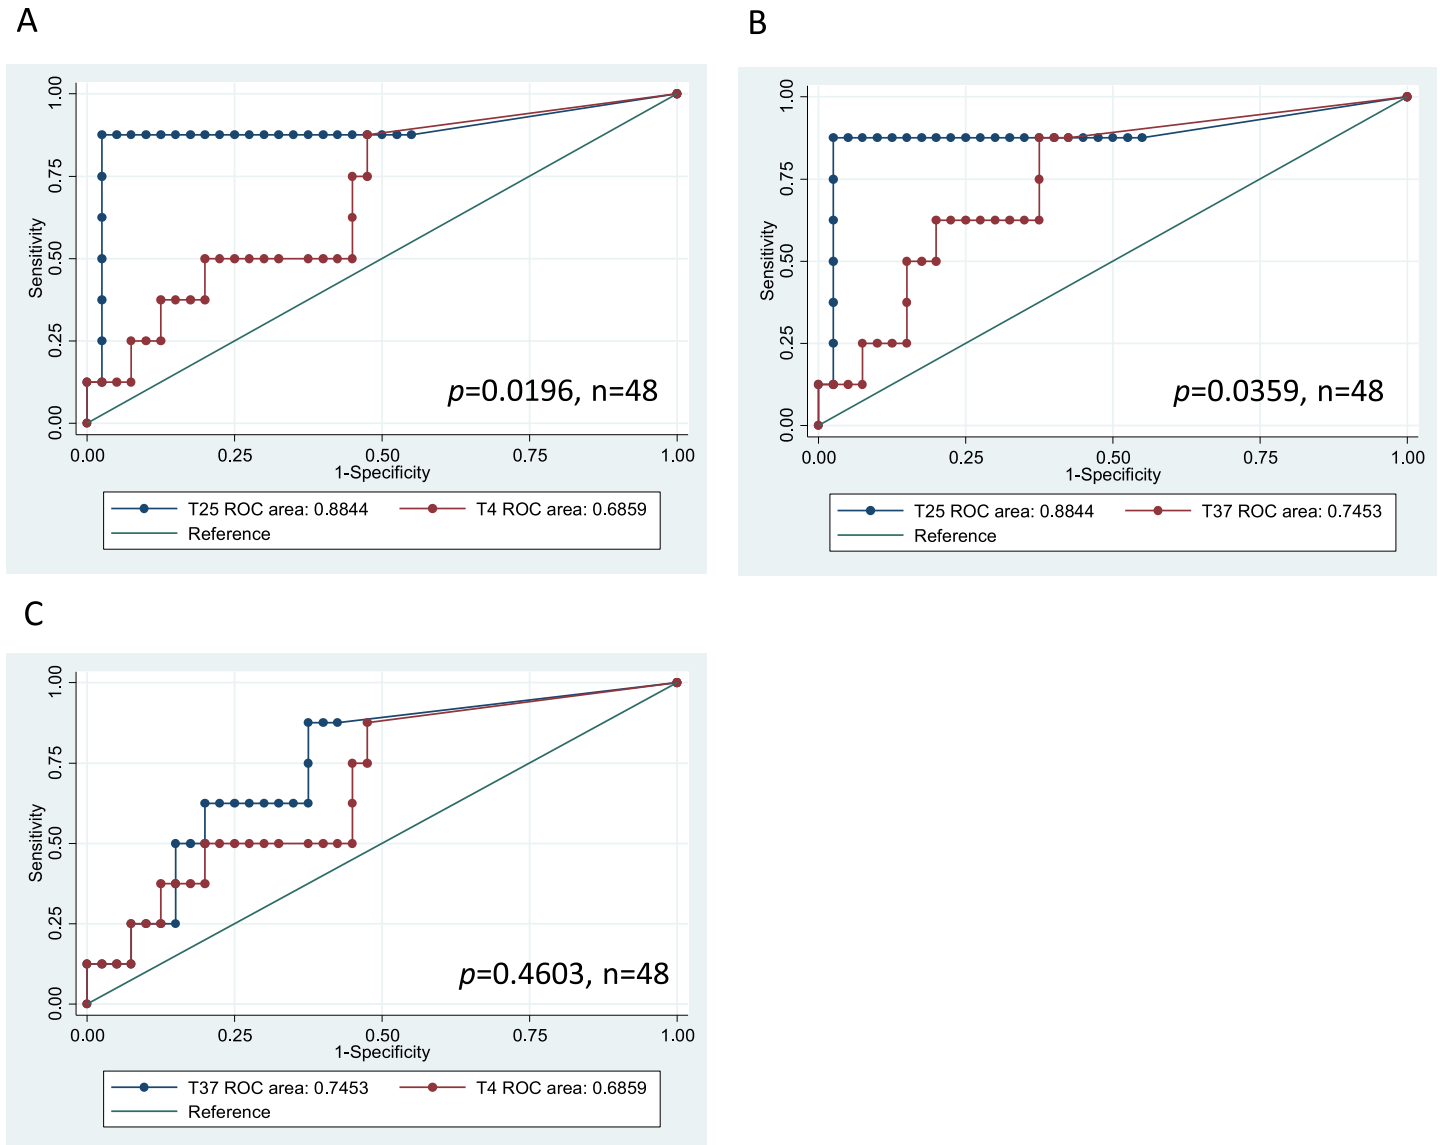 A
1.00
0.75
0.50
0.25
0.00
Sensitivity
p=0.0196, n=48
0.00 0.25 0.50 0.75 1.00
1-Specificity
T25 ROC area: 0.8844 T4 ROC area: 0.6859
Reference
B
1.00
0.75
0.50
0.25
0.00
Sensitivity
p=0.0359, n=48
0.00 0.25 0.50 0.75 1.00
1-Specificity
T25 ROC area: 0.8844 T37 ROC area: 0.7453
Reference
C
1.00
0.75
0.50
0.25
0.00
Sensitivity
p=0.4603, n=48
0.00 0.25 0.50 0.75 1.00
1-Specificity
T37 ROC area: 0.7453 T4 ROC area: 0.6859
Reference